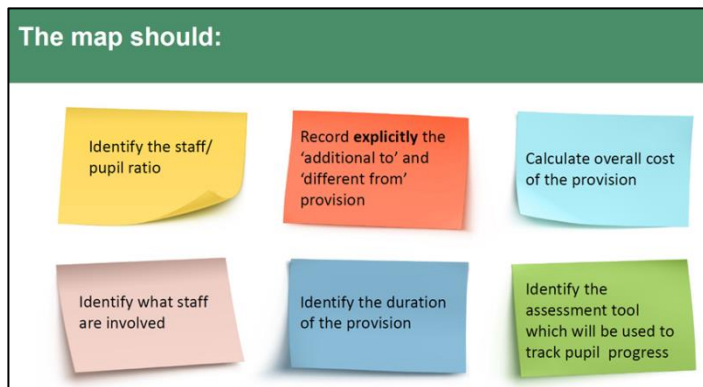 The map should:
Identify the staff/
pupil ratio
Record explicitly the
‘additional to’ and
‘different from’
provision
Calculate overall cost
of the provision
Identify what staff
are involved
Identify the duration
of the provision
Identify the
assessment tool
which will be used to
track pupil progress